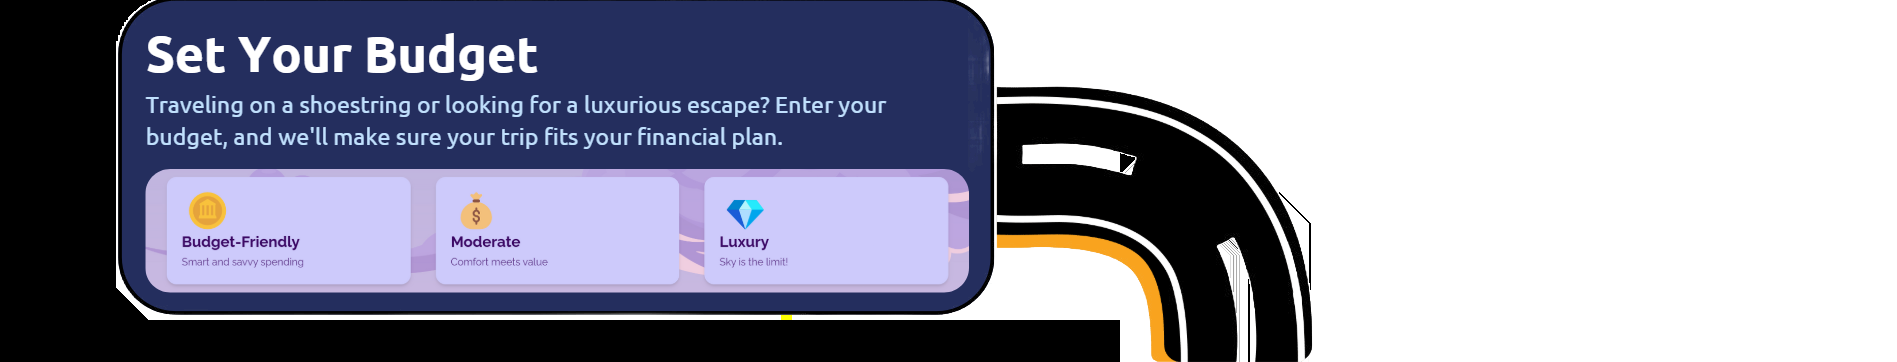 Set Your Budget
Traveling on a shoestring or looking for a luxurious escape? Enter your
budget, and we'll make sure your trip fits your financial plan.
Budget-Friendly
Smart and savvy spending
Moderate
Comfort meets value
Luxury
Sky is the limit!